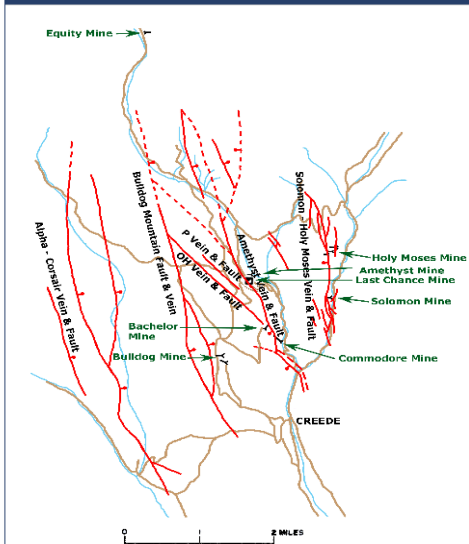 Equity Mine
Alpha - Corsair Vein & Fault
Bulldog Mountain Fault & Vein
P Vein & Fault
OH Vein & Fault
Amethyst Vein & Fault
Solomon - Holy Moses Vein & Fault
Holy Moses Mine
Amethyst Mine
Last Chance Mine
Solomon Mine
Bachelor
Mine
Bulldog Mine
Commodore Mine
CREEDE
0 1 2 MILES